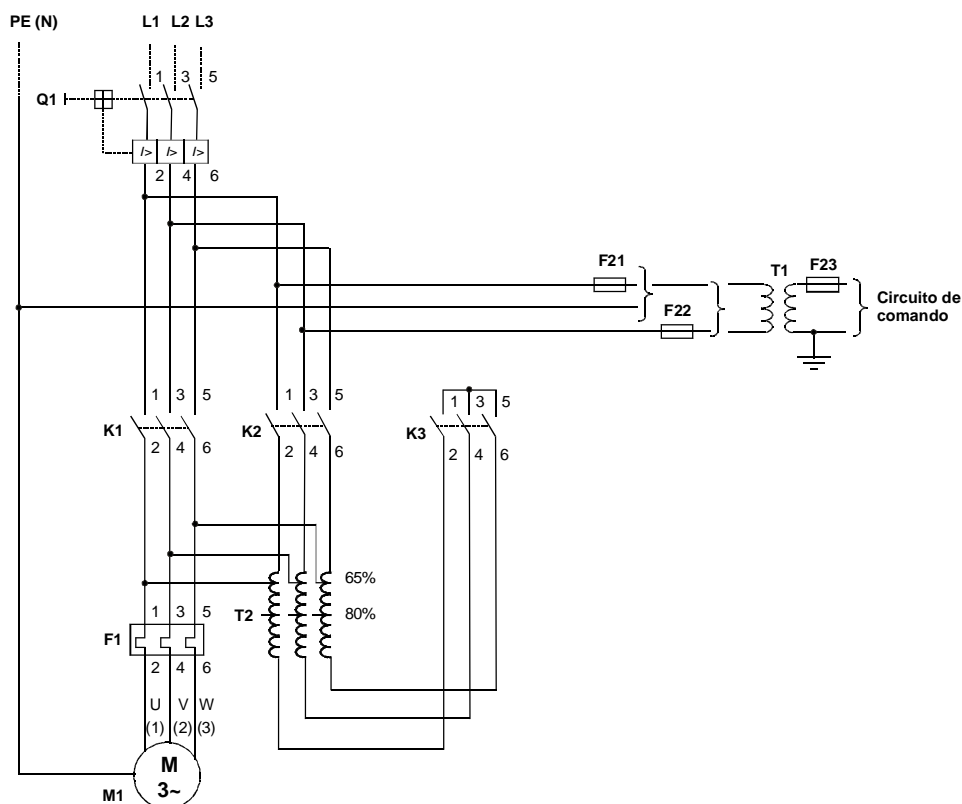 PE (N)
L1 L2 L3
1 3 5
Q1
I> I> I>
2 4 6
F21
T1
F23
Circuito de
comando
F22
1 3 5
K1
2 4 6
1 3 5
K2
2 4 6
1 3 5
K3
2 4 6
65%
80%
T2
1 3 5
F1
2 4 6
U V W
(1) (2) (3)
M
3~
M1